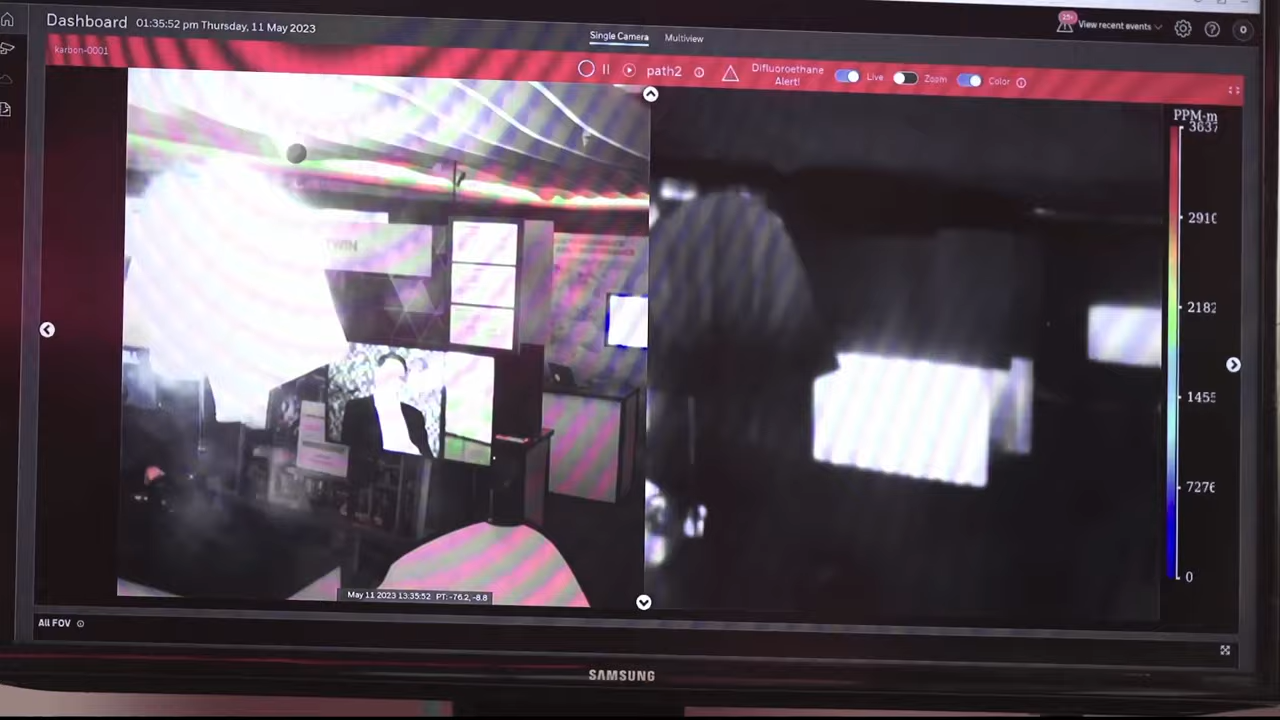 Dashboard 01:35:52 pm Thursday, 11 May 2023
Single Camera Multiview
25+ View recent events
karbon-0001
path2
Difluoroethane
Alert!
Live Zoom Color
PPM-m
3637
2910
2182
1455
7276
0
TWIN
May 11 2023 13:35:52 PT: -76.2, -8.8
All FOV
SAMSUNG